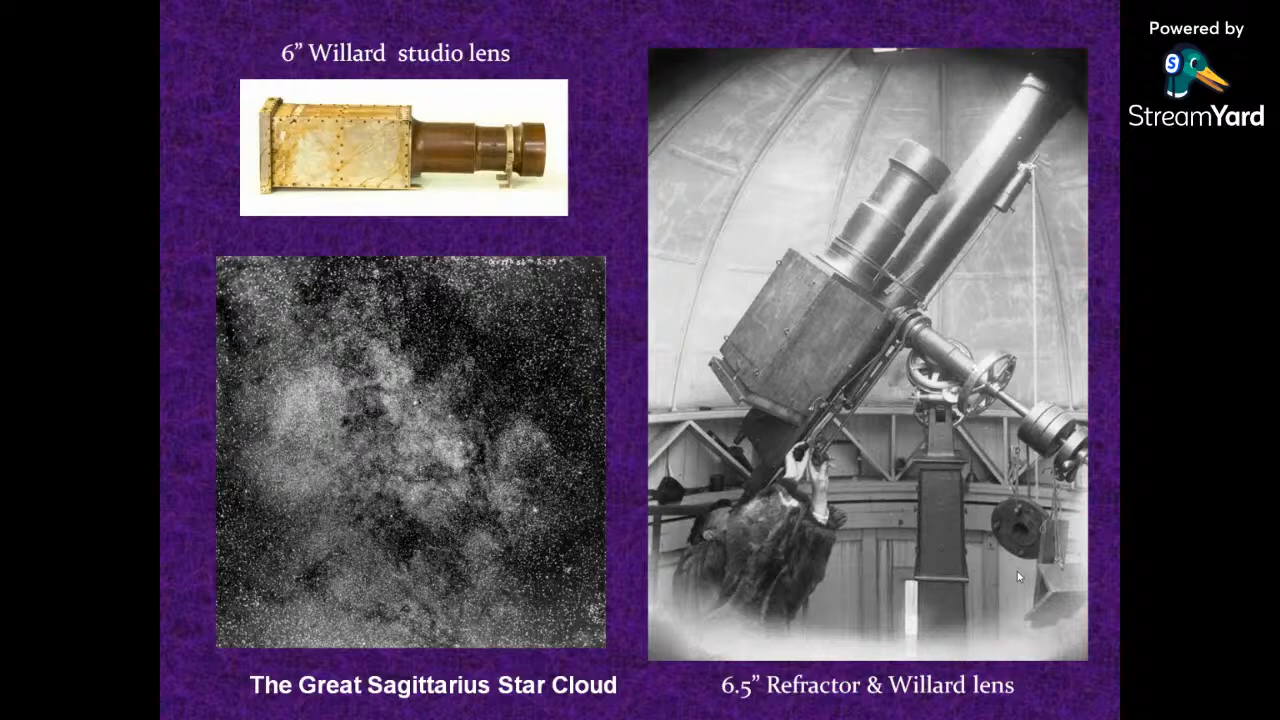 6” Willard  studio lens
The Great Sagittarius Star Cloud
6.5” Refractor & Willard lens
Powered by
S
StreamYard